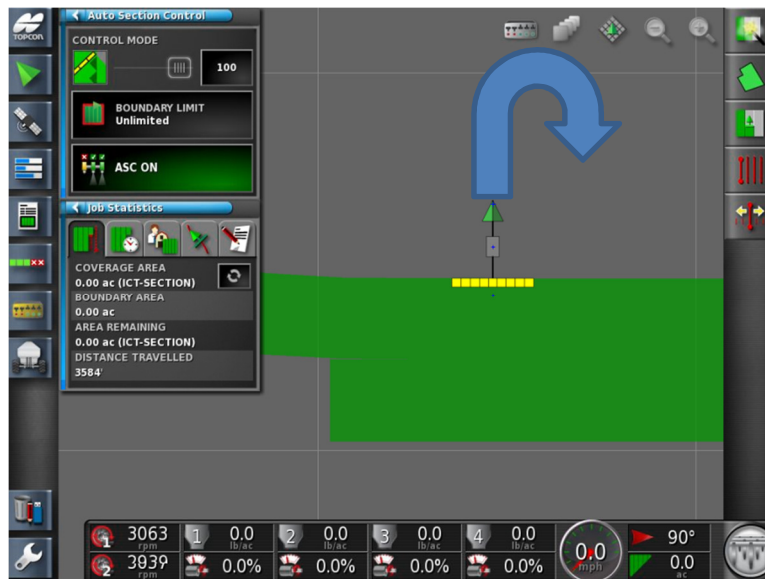 TOPCON
Auto Section Control
CONTROL MODE
100
BOUNDARY LIMIT
Unlimited
ASC ON
Job Statistics
COVERAGE AREA
0.00 ac (ICT-SECTION)
BOUNDARY AREA
0.00 ac
AREA REMAINING
0.00 ac (ICT-SECTION)
DISTANCE TRAVELLED
3584'
1 3063 rpm 1 0.0 lb/ac 2 0.0 lb/ac 3 0.0 lb/ac 4 0.0 lb/ac 0.0 mph 90°
2 3939 rpm 0.0% 0.0% 0.0% 0.0% 0.0 ac